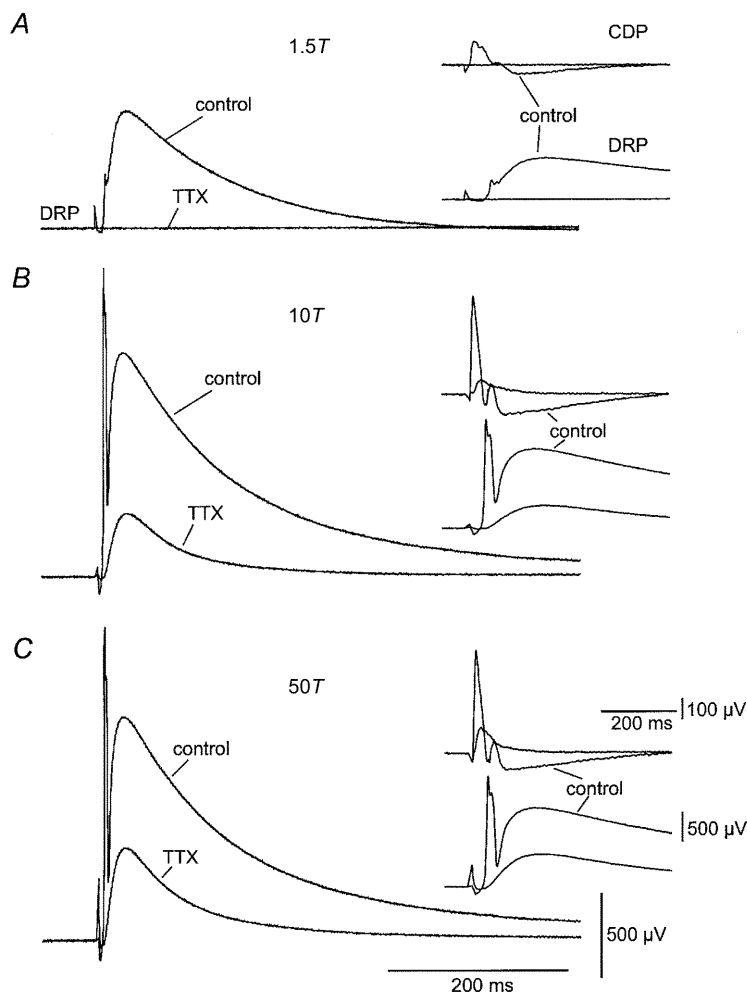 A
1.5T
CDP
control
control
DRP
DRP
TTX
B
10T
control
control
TTX
C
50T
100 µV
200 ms
control
control
TTX
500 µV
500 µV
200 ms